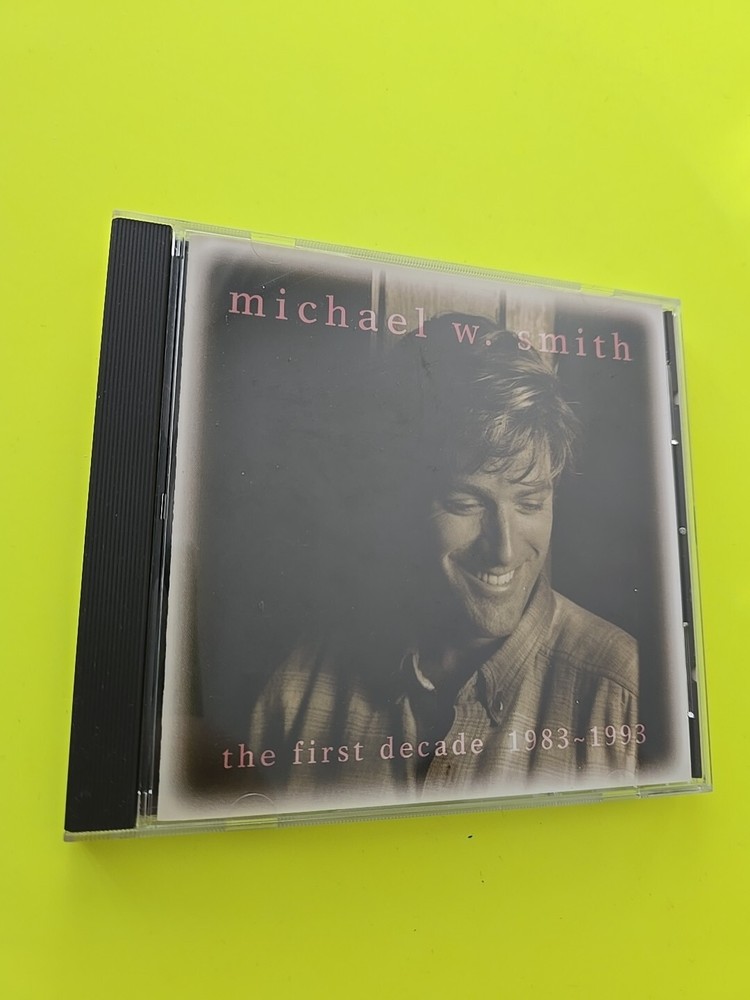 michael w. smith
the first decade 1983~1993